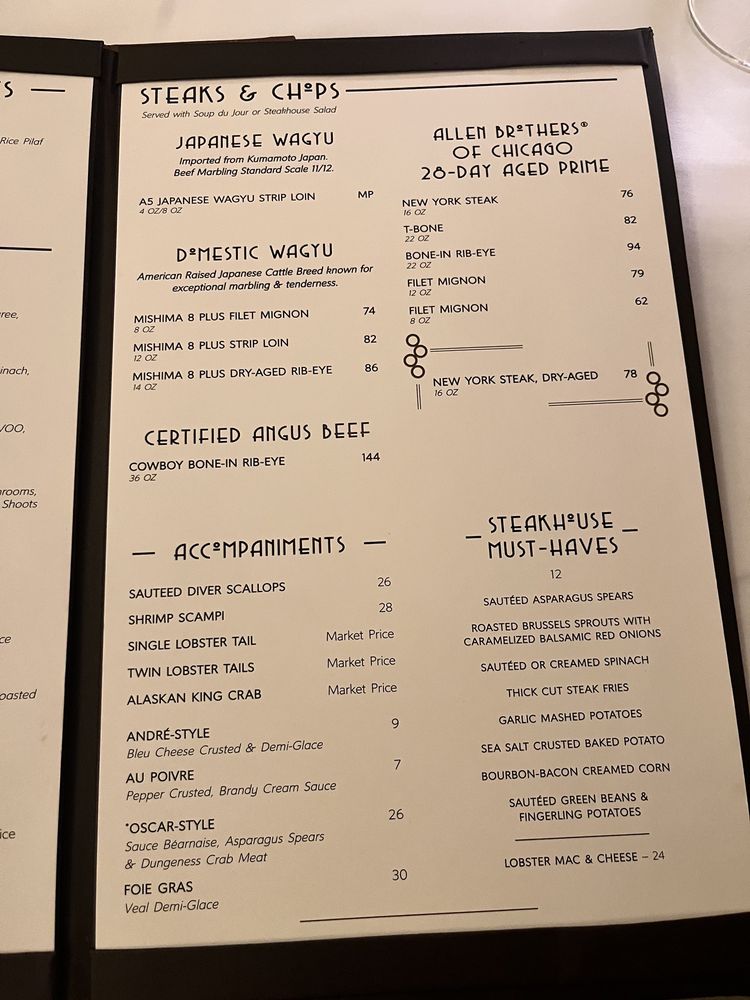 S
Rice Pilaf
ree,
inach,
VOO,
hrooms,
Shoots
ce
oasted
ice
STEAKS & CHOPS
Served with Soup du Jour or Steakhouse Salad
JAPANESE WAGYU
Imported from Kumamoto Japan.
Beef Marbling Standard Scale 11/12.
A5 JAPANESE WAGYU STRIP LOIN MP
4 OZ/8 OZ
DOMESTIC WAGYU
American Raised Japanese Cattle Breed known for
exceptional marbling & tenderness.
MISHIMA 8 PLUS FILET MIGNON 74
8 OZ
MISHIMA 8 PLUS STRIP LOIN 82
12 OZ
MISHIMA 8 PLUS DRY-AGED RIB-EYE 86
14 OZ
CERTIFIED ANGUS BEEF
COWBOY BONE-IN RIB-EYE 144
36 OZ
ALLEN BROTHERS®
OF CHICAGO
28-DAY AGED PRIME
NEW YORK STEAK 76
16 OZ
T-BONE 82
22 OZ
BONE-IN RIB-EYE 94
22 OZ
FILET MIGNON 79
12 OZ
FILET MIGNON 62
8 OZ
NEW YORK STEAK, DRY-AGED 78
16 OZ
ACCOMPANIMENTS
SAUTEED DIVER SCALLOPS 26
SHRIMP SCAMPI 28
SINGLE LOBSTER TAIL Market Price
TWIN LOBSTER TAILS Market Price
ALASKAN KING CRAB Market Price
ANDRÉ-STYLE 9
Bleu Cheese Crusted & Demi-Glace
AU POIVRE 7
Pepper Crusted, Brandy Cream Sauce
*OSCAR-STYLE 26
Sauce Béarnaise, Asparagus Spears
& Dungeness Crab Meat
FOIE GRAS 30
Veal Demi-Glace
STEAKHOUSE
MUST-HAVES
12
SAUTÉED ASPARAGUS SPEARS
ROASTED BRUSSELS SPROUTS WITH
CARAMELIZED BALSAMIC RED ONIONS
SAUTÉED OR CREAMED SPINACH
THICK CUT STEAK FRIES
GARLIC MASHED POTATOES
SEA SALT CRUSTED BAKED POTATO
BOURBON-BACON CREAMED CORN
SAUTÉED GREEN BEANS &
FINGERLING POTATOES
LOBSTER MAC & CHEESE – 24